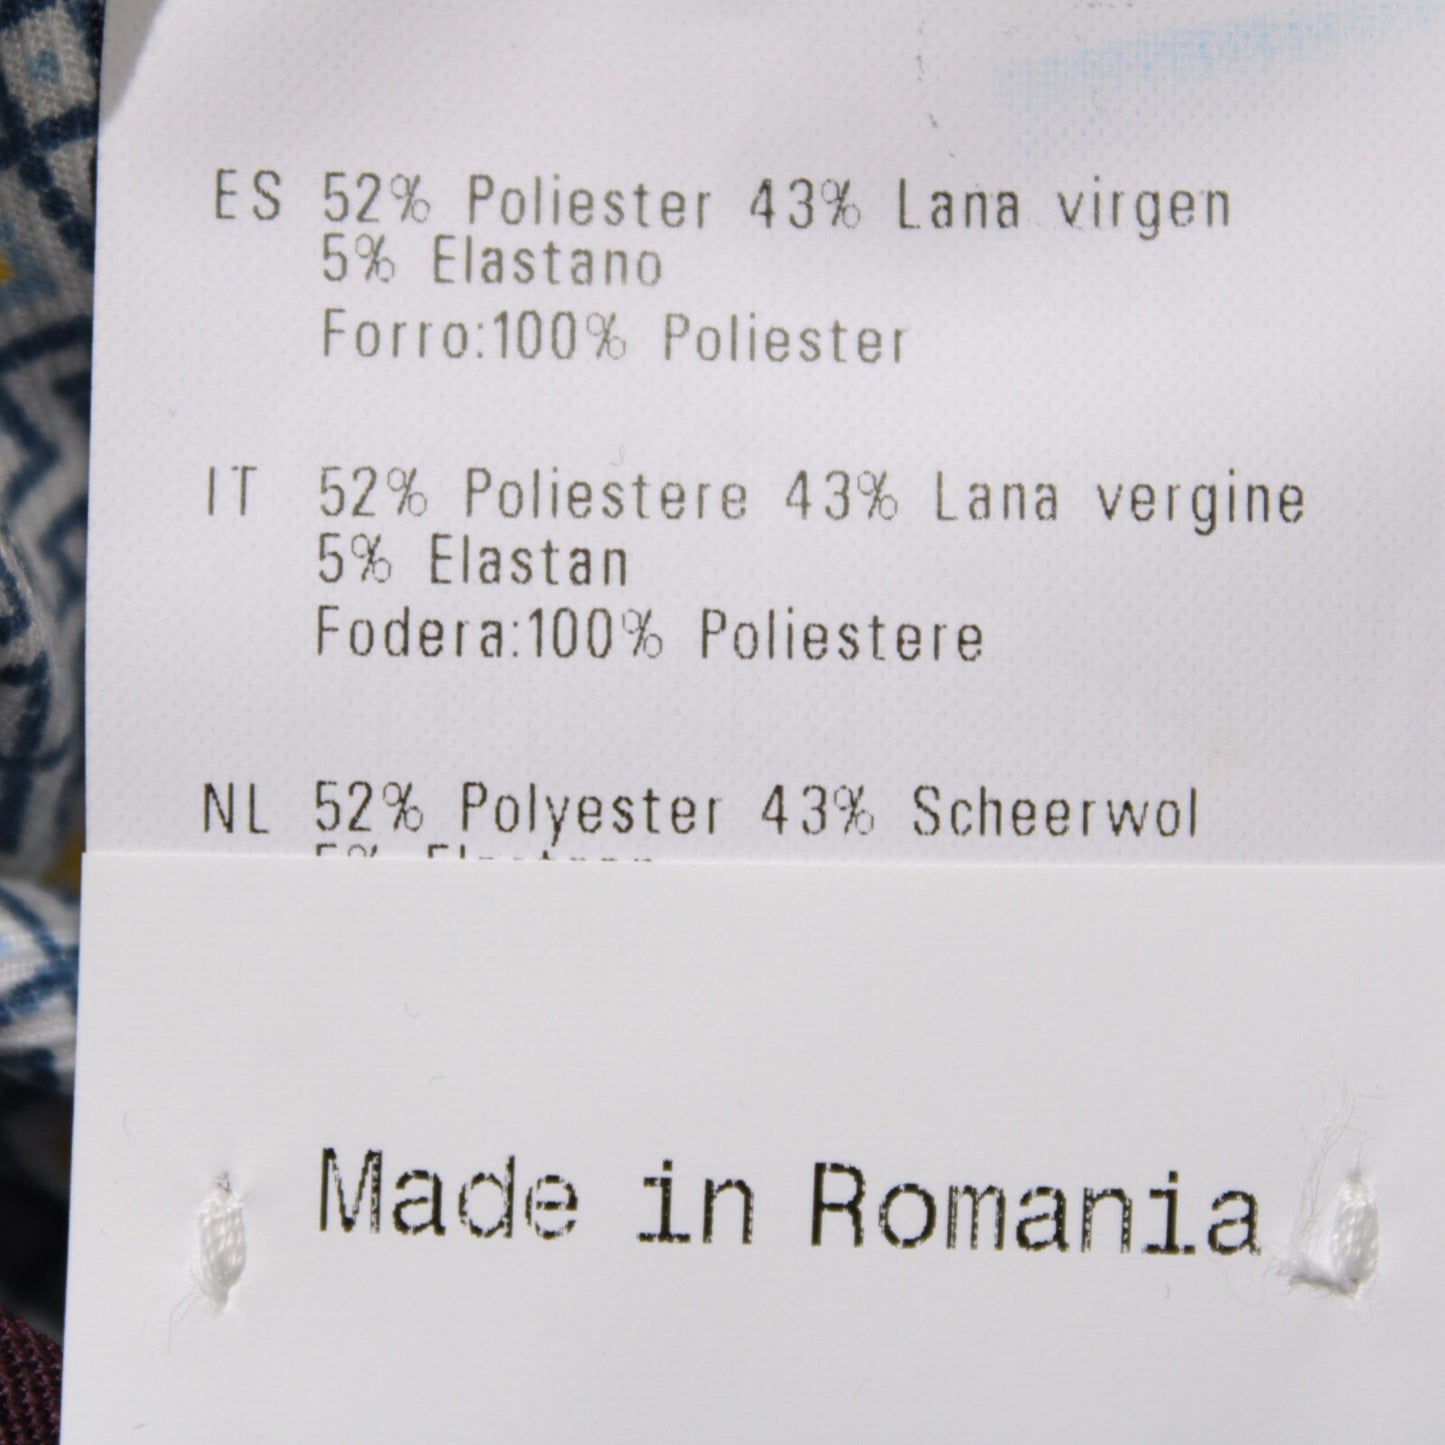 ES 52% Poliester 43% Lana virgen
5% Elastano
Forro:100% Poliester
IT 52% Poliestere 43% Lana vergine
5% Elastan
Fodera:100% Poliestere
NL 52% Polyester 43% Scheerwol
5%
Made in Romania